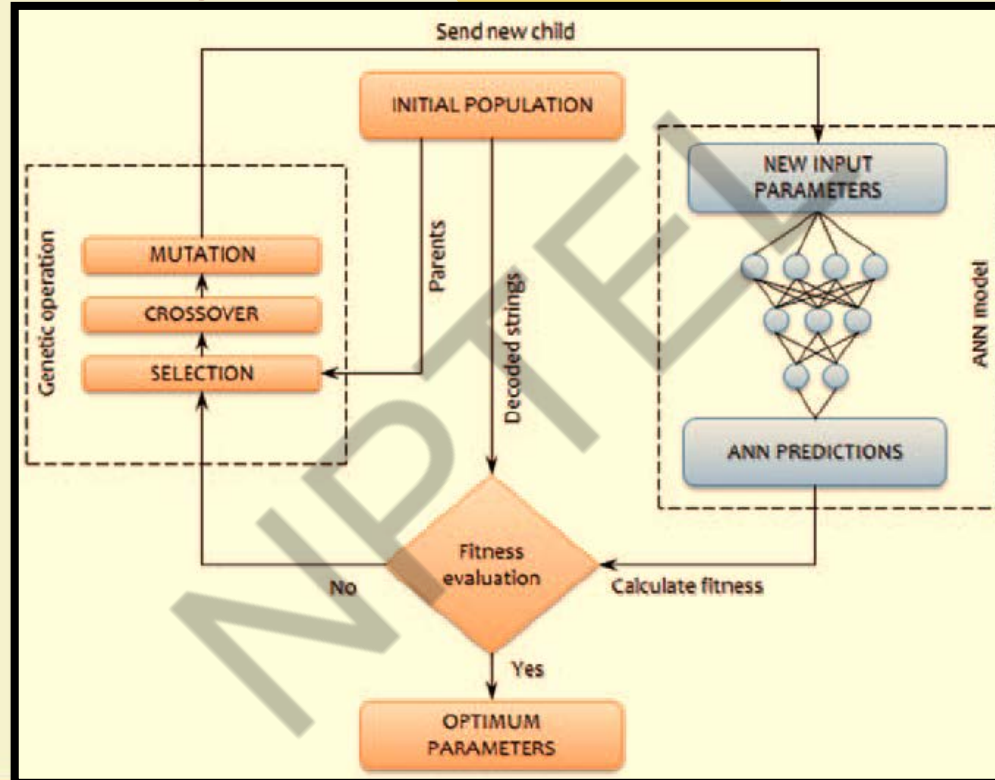 Send new child
INITIAL POPULATION
NEW INPUT
PARAMETERS
Genetic operation
MUTATION
CROSSOVER
SELECTION
Parents
Decoded strings
ANN model
ANN PREDICTIONS
Fitness
evaluation
No
Calculate fitness
Yes
OPTIMUM
PARAMETERS
NPTEL